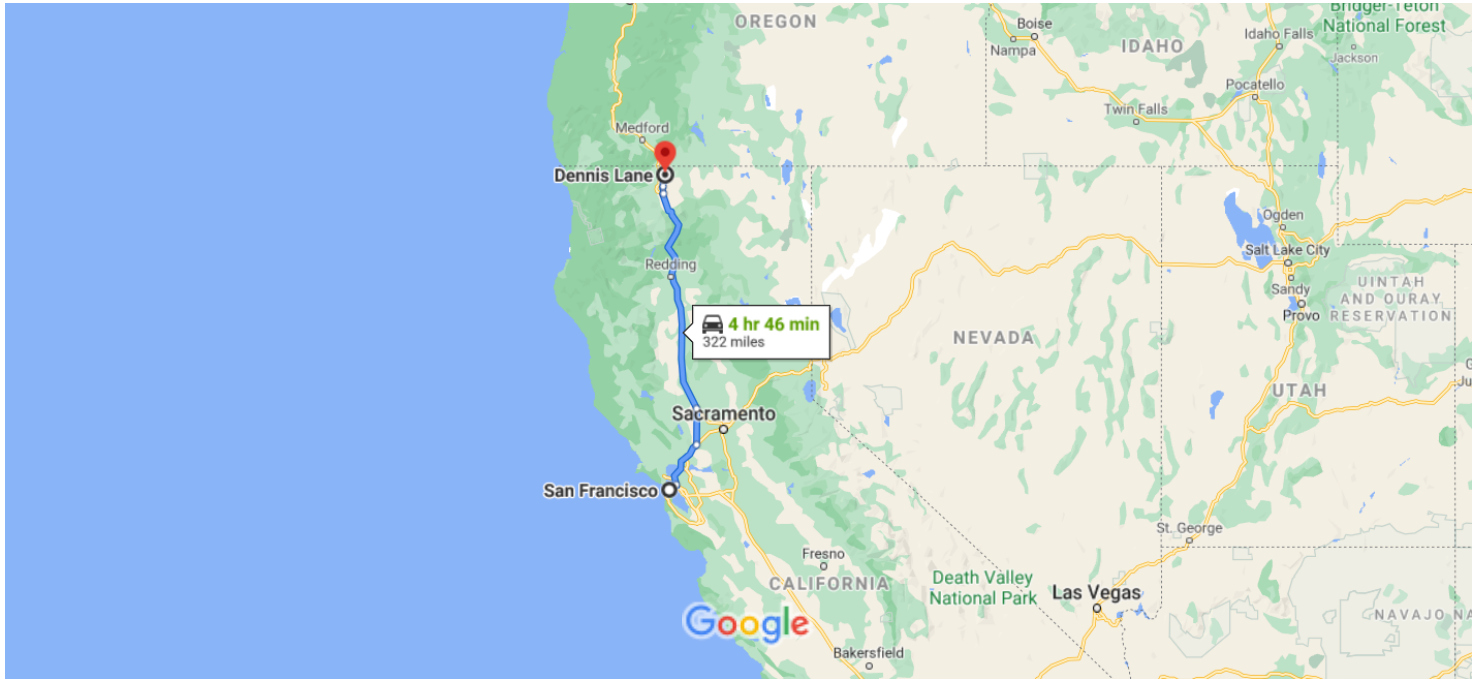 OREGON
Boise
Nampa
IDAHO
Idaho Falls
Bridger-Teton
National Forest
Jackson
Pocatello
Twin Falls
Medford
Dennis Lane
Redding
4 hr 46 min
322 miles
Ogden
Salt Lake City
Sandy
Provo
UINTAH
AND OURAY
RESERVATION
NEVADA
UTAH
Sacramento
San Francisco
St. George
Fresno
CALIFORNIA
Death Valley
National Park
Las Vegas
Google
Bakersfield
NAVAJO NA